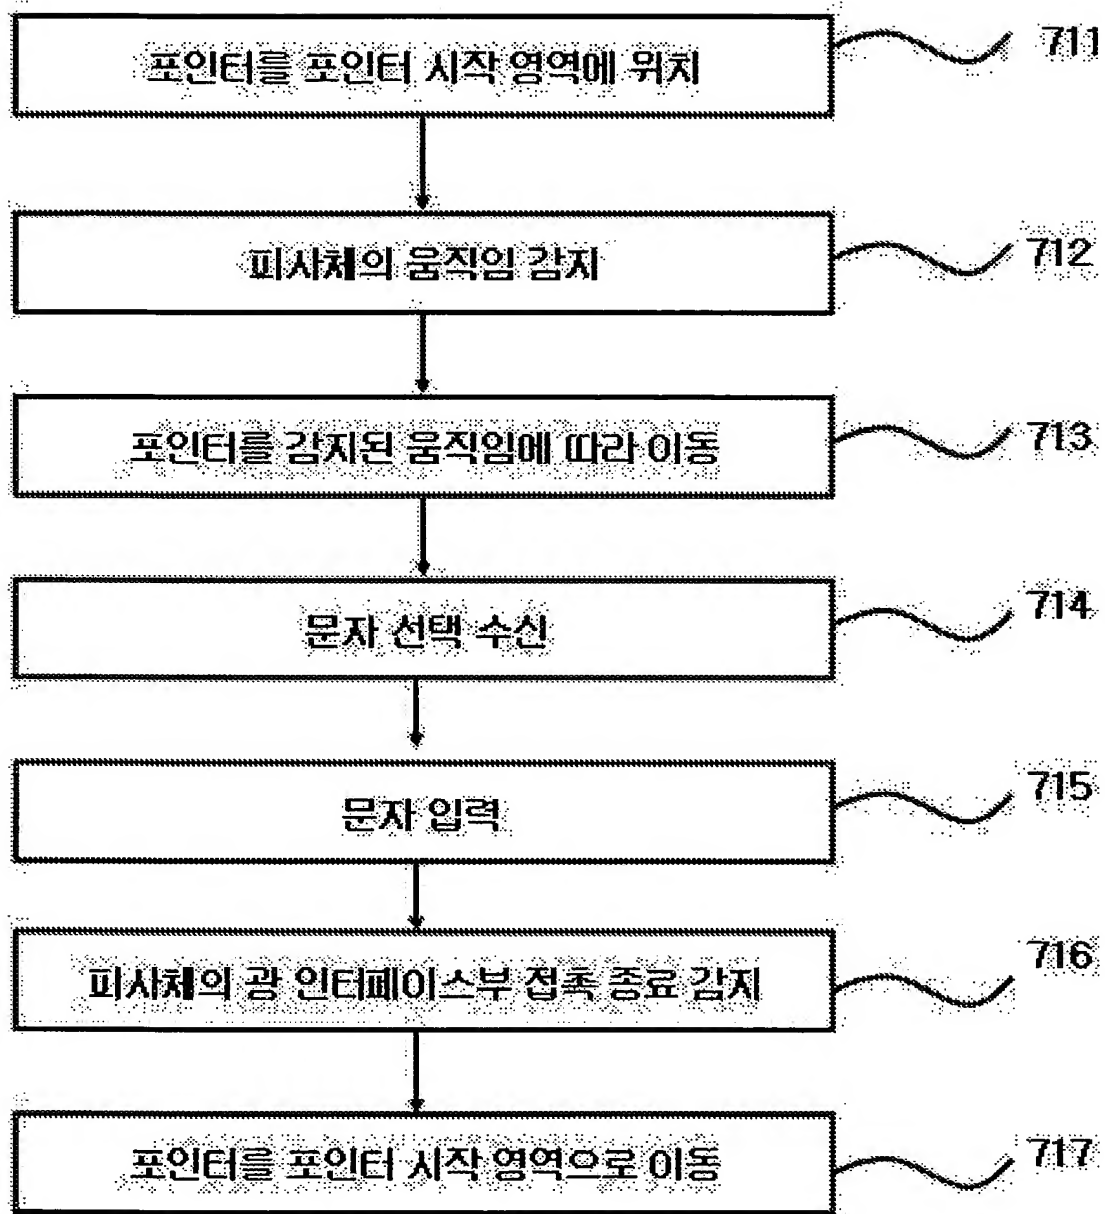 포인터를 포인터 시작 영역에 위치 711
피사체의 움직임 감지 712
포인터를 감지된 움직임에 따라 이동 713
문자 선택 수신 714
문자 입력 715
피사체의 광 인터페이스부 접촉 종료 감지 716
포인터를 포인터 시작 영역으로 이동 717